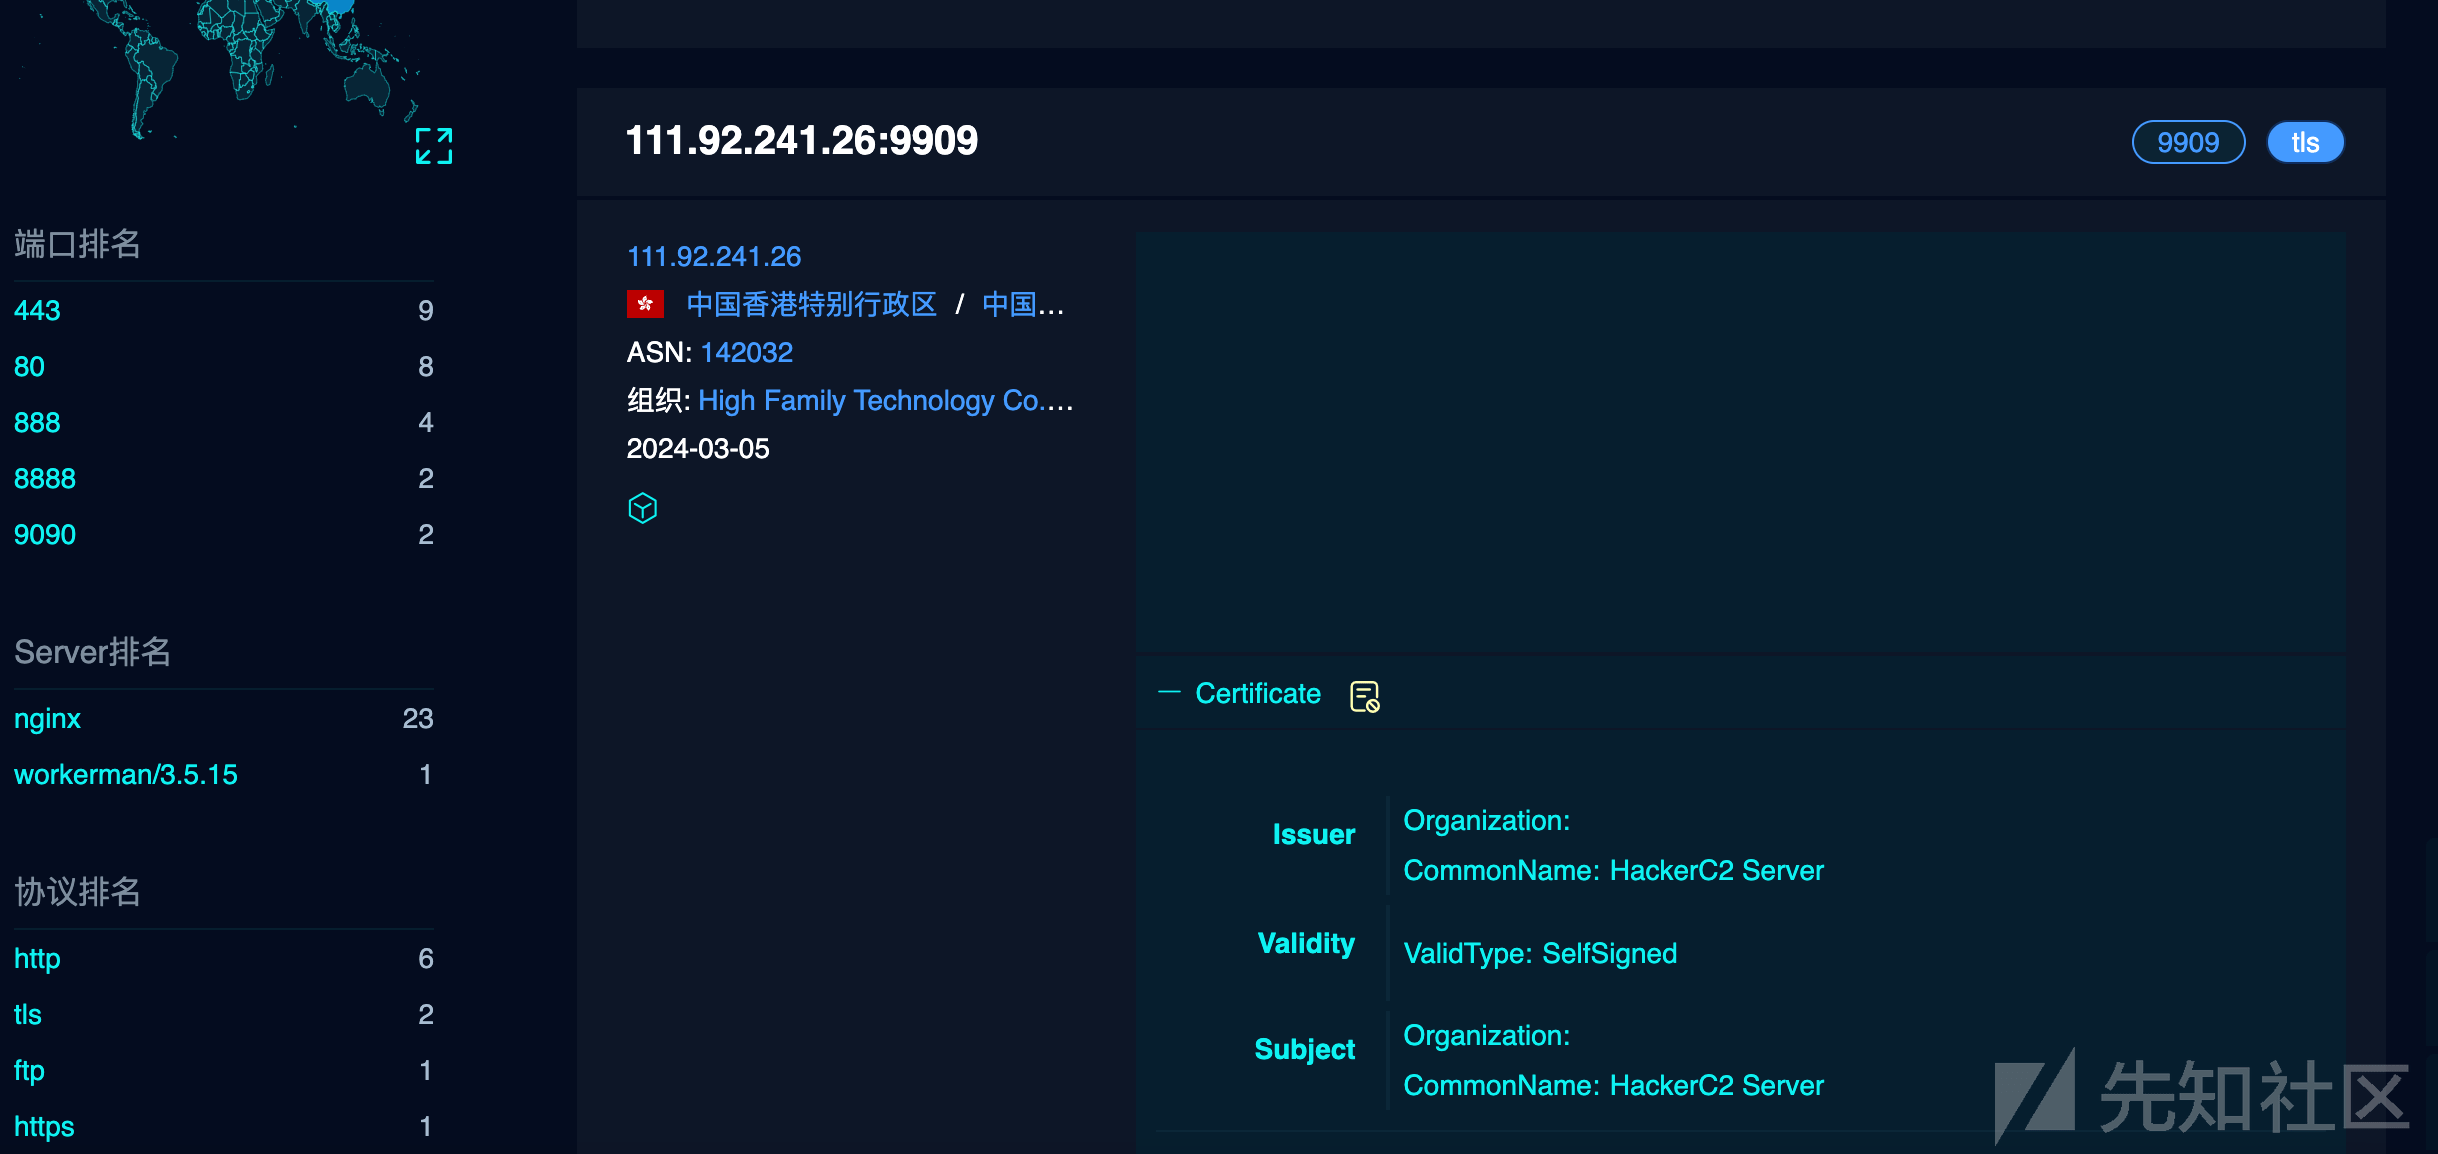 端口排名
443 9
80 8
888 4
8888 2
9090 2
Server排名
nginx 23
workerman/3.5.15 1
协议排名
http 6
tls 2
ftp 1
https 1
111.92.241.26:9909
9909 tls
111.92.241.26
中国香港特别行政区 / 中国...
ASN: 142032
组织: High Family Technology Co....
2024-03-05
Certificate
Issuer
Organization:
CommonName: HackerC2 Server
Validity
ValidType: SelfSigned
Subject
Organization:
CommonName: HackerC2 Server
先知社区